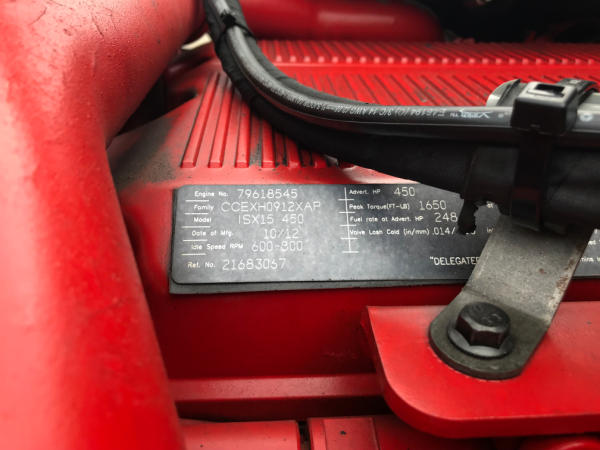 Engine No. 79618545
Family CCEXH0912XAP
Model ISX15 450
Date of Mfg. 10/12
Idle Speed RPM 600-800
Ref. No. 21683067
Advert. HP 450
Peak Torque(FT-LB) 1650
Fuel rate at Advert. HP 248
Valve Lash Cold (in/mm) .014/
"DELEGATED